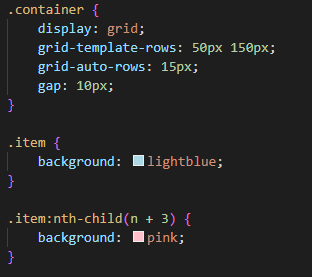 .container {
    display: grid;
    grid-template-rows: 50px 150px;
    grid-auto-rows: 15px;
    gap: 10px;
}

.item {
    background: lightblue;
}

.item:nth-child(n + 3) {
    background: pink;
}